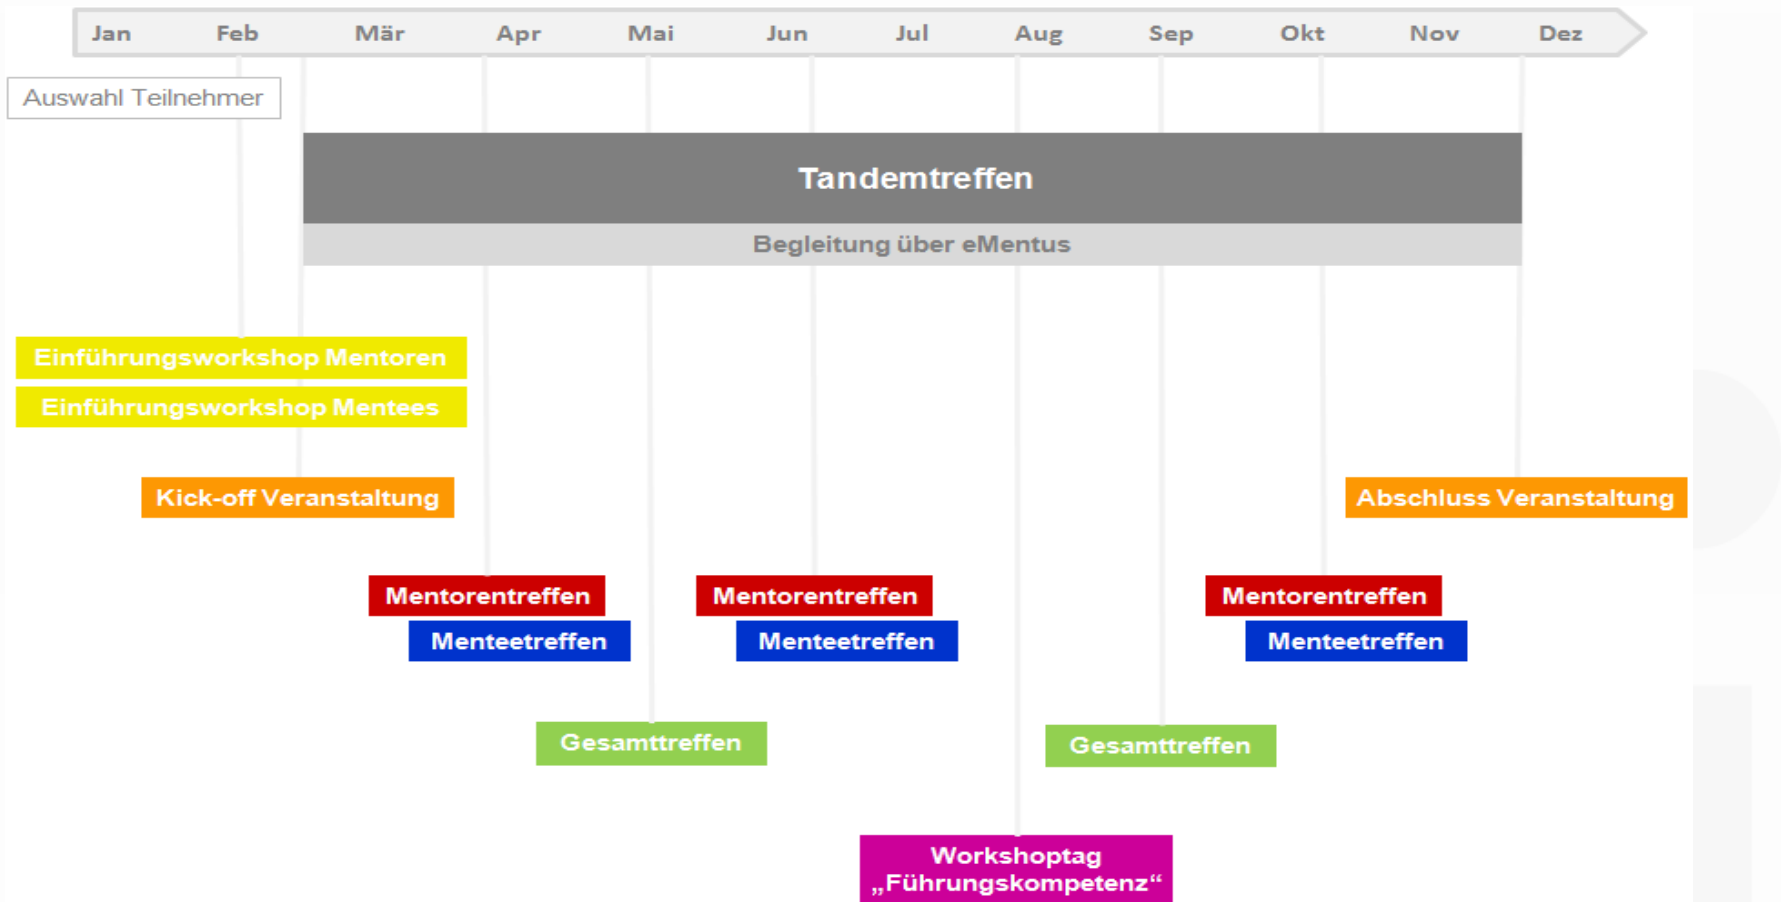 Jan Feb Mär Apr Mai Jun Jul Aug Sep Okt Nov Dez
Auswahl Teilnehmer
Tandemtreffen
Begleitung über eMentus
Einführungsworkshop Mentoren
Einführungsworkshop Mentees
Kick-off Veranstaltung
Abschluss Veranstaltung
Mentorentreffen
Mentorentreffen
Mentorentreffen
Menteetreffen
Menteetreffen
Menteetreffen
Gesamttreffen
Gesamttreffen
Workshoptag
„Führungskompetenz“